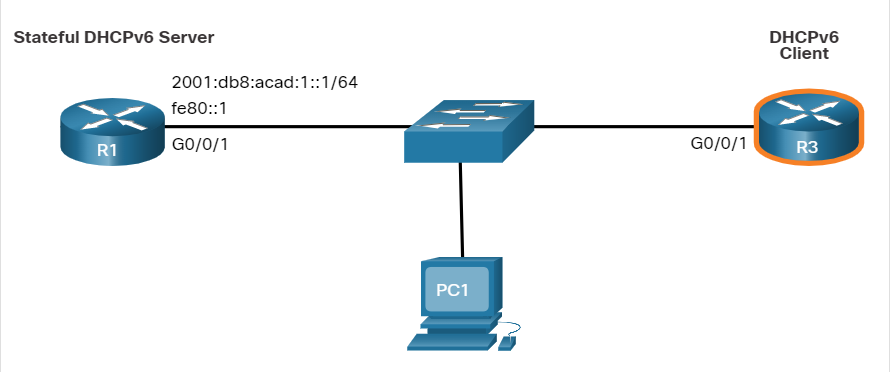 Stateful DHCPv6 Server
DHCPv6
Client
2001:db8:acad:1::1/64
fe80::1
R1
G0/0/1
G0/0/1
R3
PC1